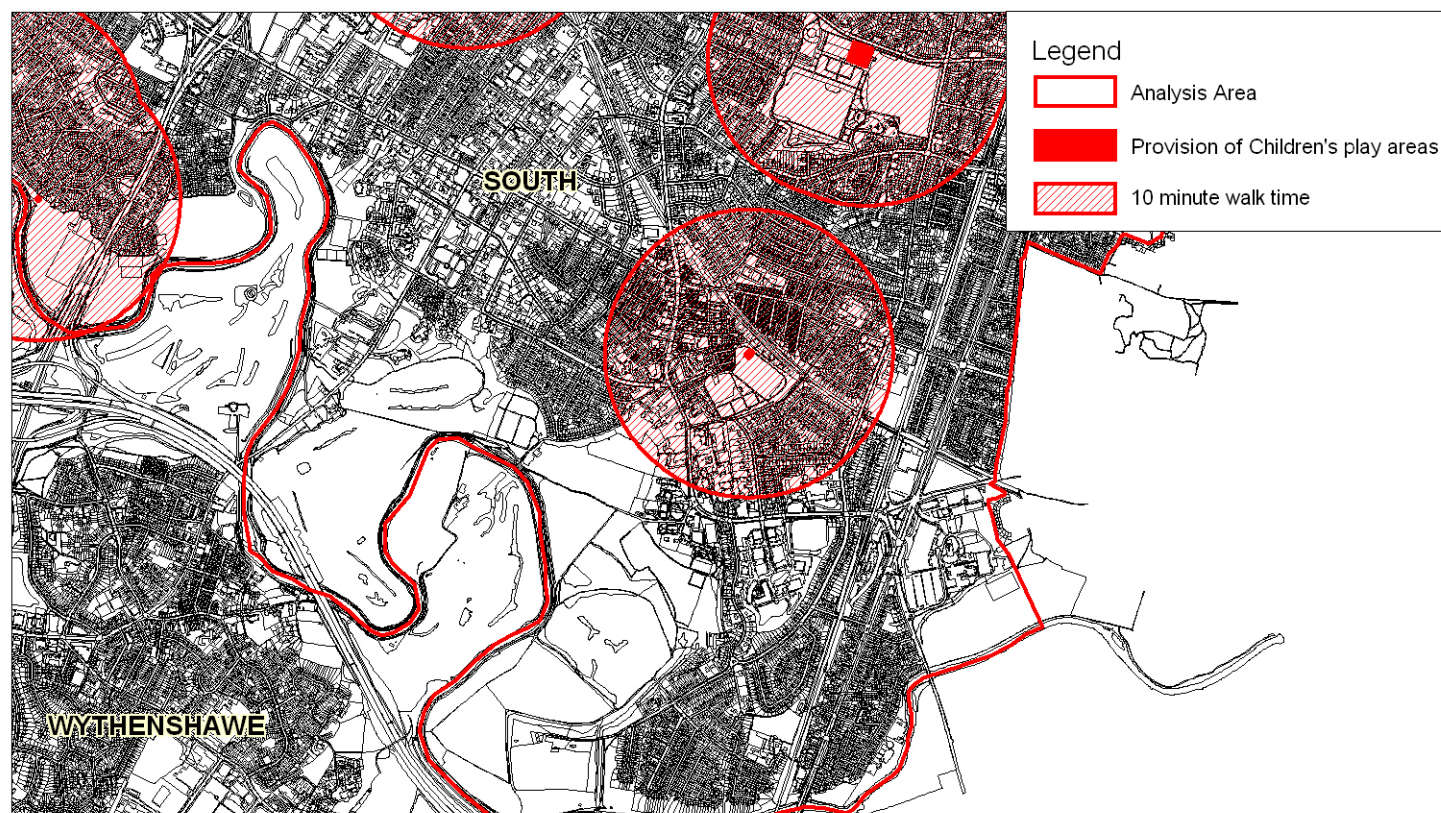 Legend
Analysis Area
Provision of Children's play areas
10 minute walk time
SOUTH
WYTHENSHAWE